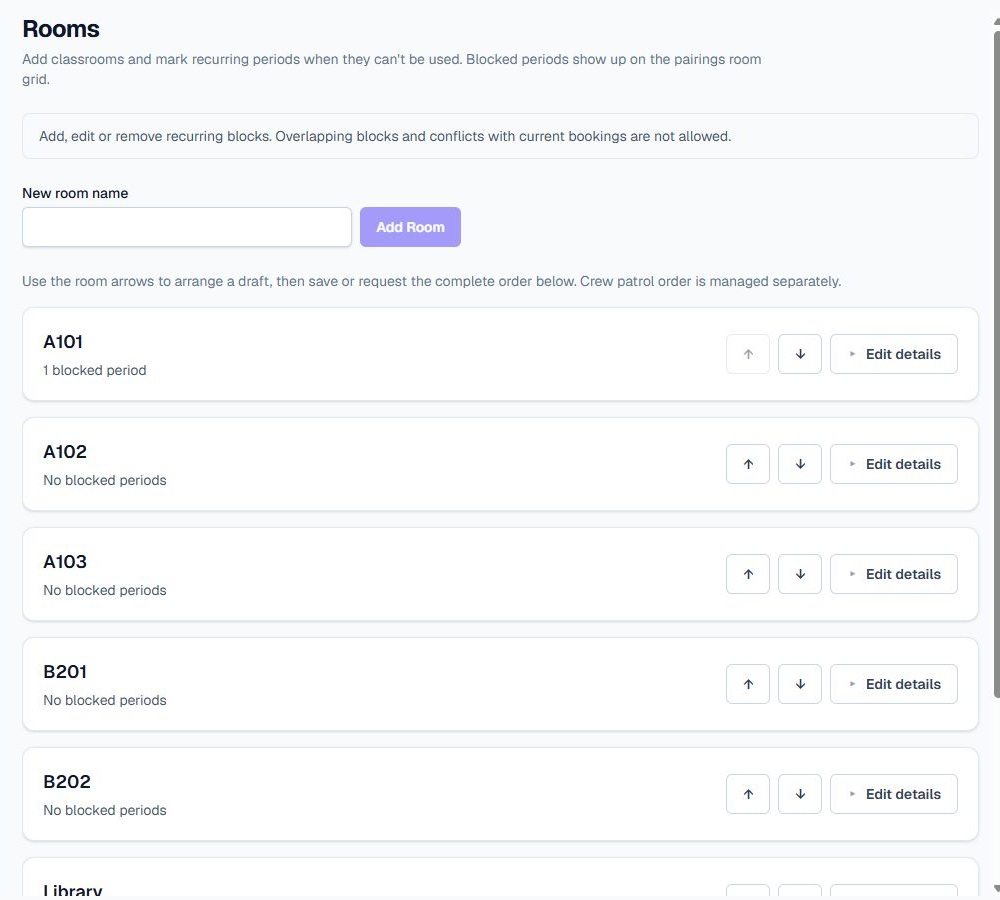 Rooms
Add classrooms and mark recurring periods when they can't be used. Blocked periods show up on the pairings room
grid.
Add, edit or remove recurring blocks. Overlapping blocks and conflicts with current bookings are not allowed.
New room name
Add Room
Use the room arrows to arrange a draft, then save or request the complete order below. Crew patrol order is managed separately.
A101
1 blocked period
↑ ↓ ▸ Edit details
A102
No blocked periods
↑ ↓ ▸ Edit details
A103
No blocked periods
↑ ↓ ▸ Edit details
B201
No blocked periods
↑ ↓ ▸ Edit details
B202
No blocked periods
↑ ↓ ▸ Edit details
Library